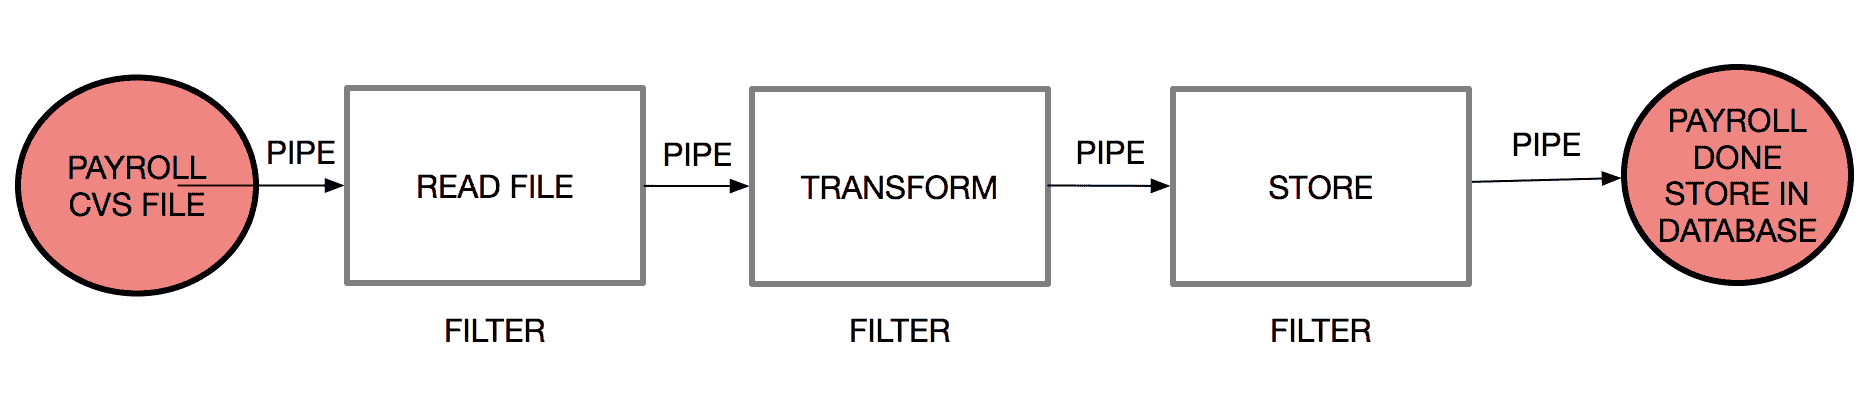 PAYROLL
CVS FILE
PIPE
READ FILE
FILTER
PIPE
TRANSFORM
FILTER
PIPE
STORE
FILTER
PIPE
PAYROLL
DONE
STORE IN
DATABASE